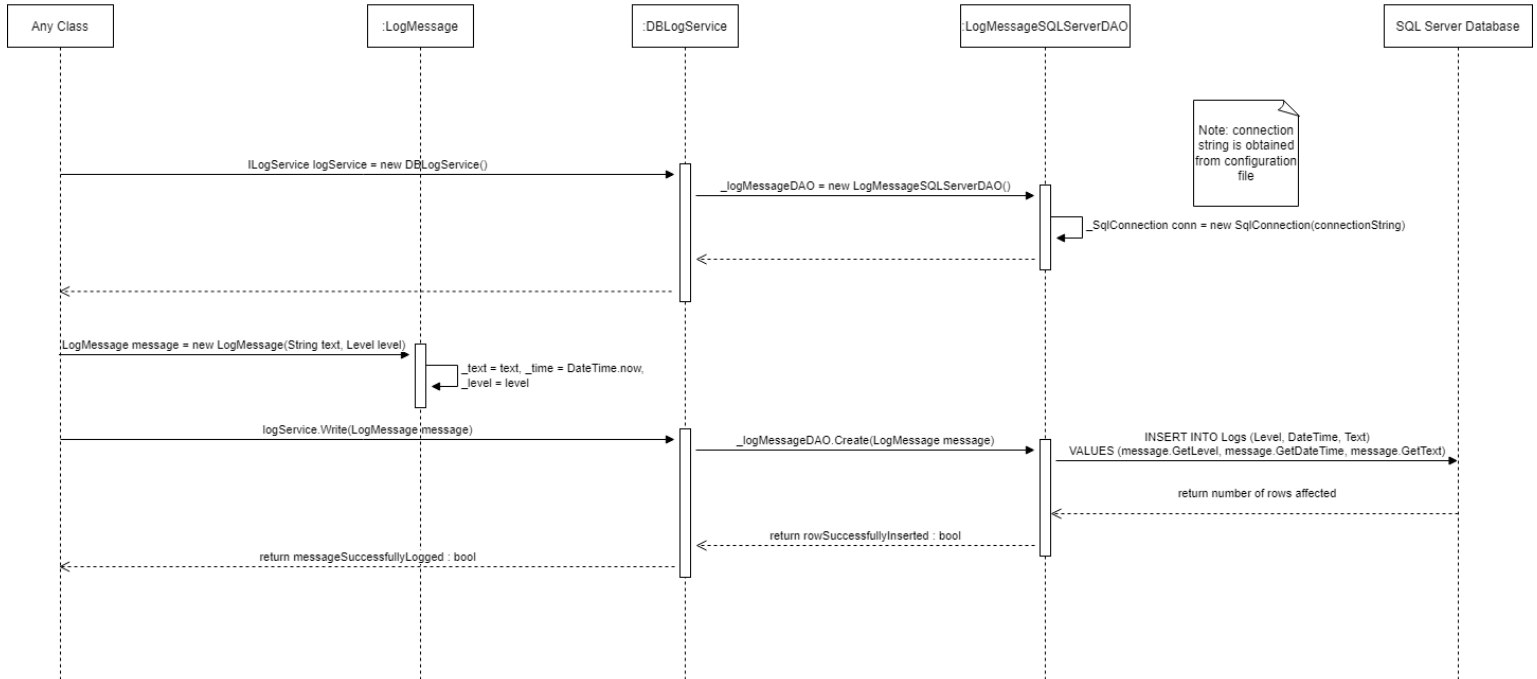 Any Class
:LogMessage
:DBLogService
:LogMessageSQLServerDAO
SQL Server Database
Note: connection
string is obtained
from configuration
file
ILogService logService = new DBLogService()
_logMessageDAO = new LogMessageSQLServerDAO()
_SqlConnection conn = new SqlConnection(connectionString)
LogMessage message = new LogMessage(String text, Level level)
_text = text, _time = DateTime.now,
_level = level
logService.Write(LogMessage message)
_logMessageDAO.Create(LogMessage message)
INSERT INTO Logs (Level, DateTime, Text)
VALUES (message.GetLevel, message.GetDateTime, message.GetText)
return number of rows affected
return rowSuccessfullyInserted : bool
return messageSuccessfullyLogged : bool